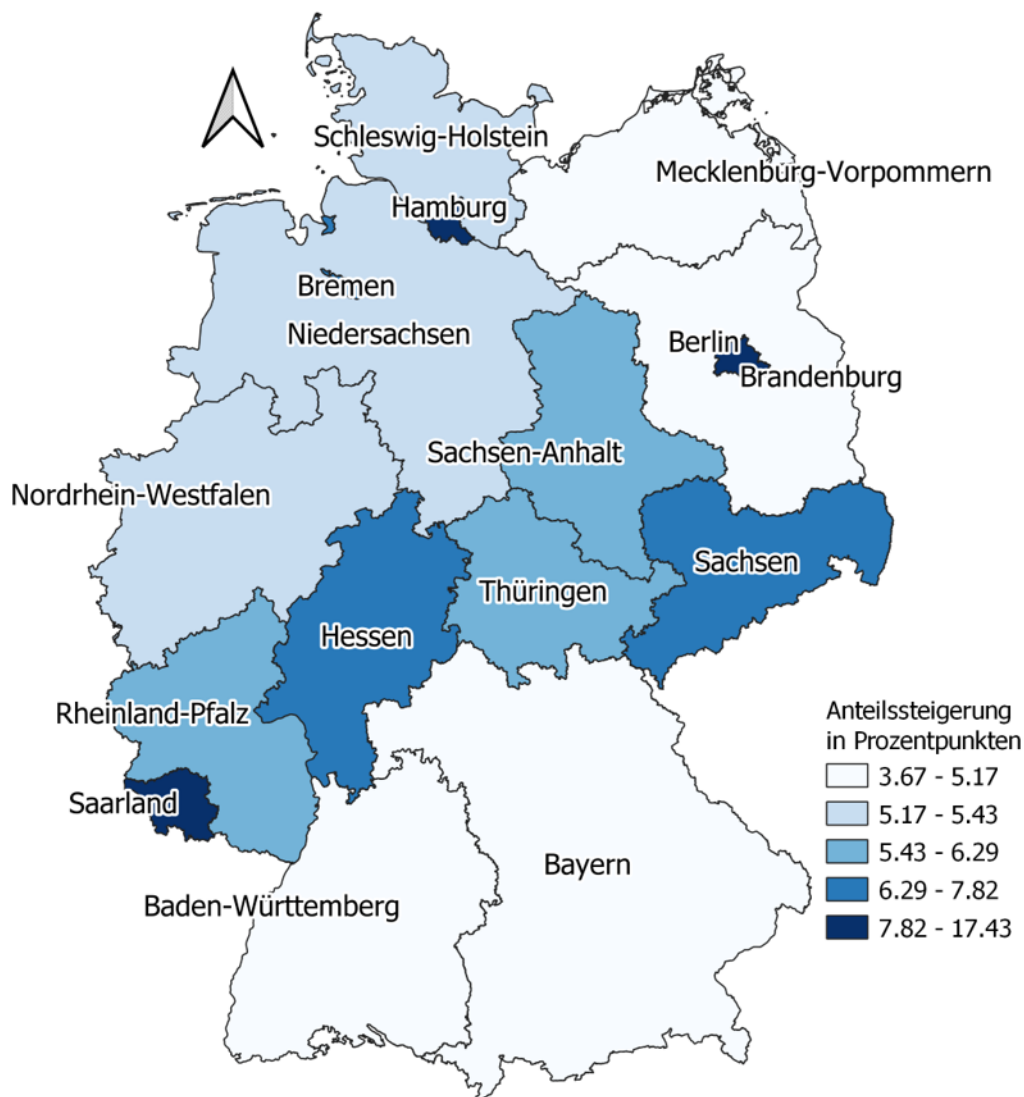 Schleswig-Holstein
Mecklenburg-Vorpommern
Hamburg
Bremen
Niedersachsen
Berlin
Brandenburg
Sachsen-Anhalt
Nordrhein-Westfalen
Sachsen
Thüringen
Hessen
Rheinland-Pfalz
Saarland
Bayern
Baden-Württemberg
Anteilssteigerung
in Prozentpunkten
3.67 - 5.17
5.17 - 5.43
5.43 - 6.29
6.29 - 7.82
7.82 - 17.43